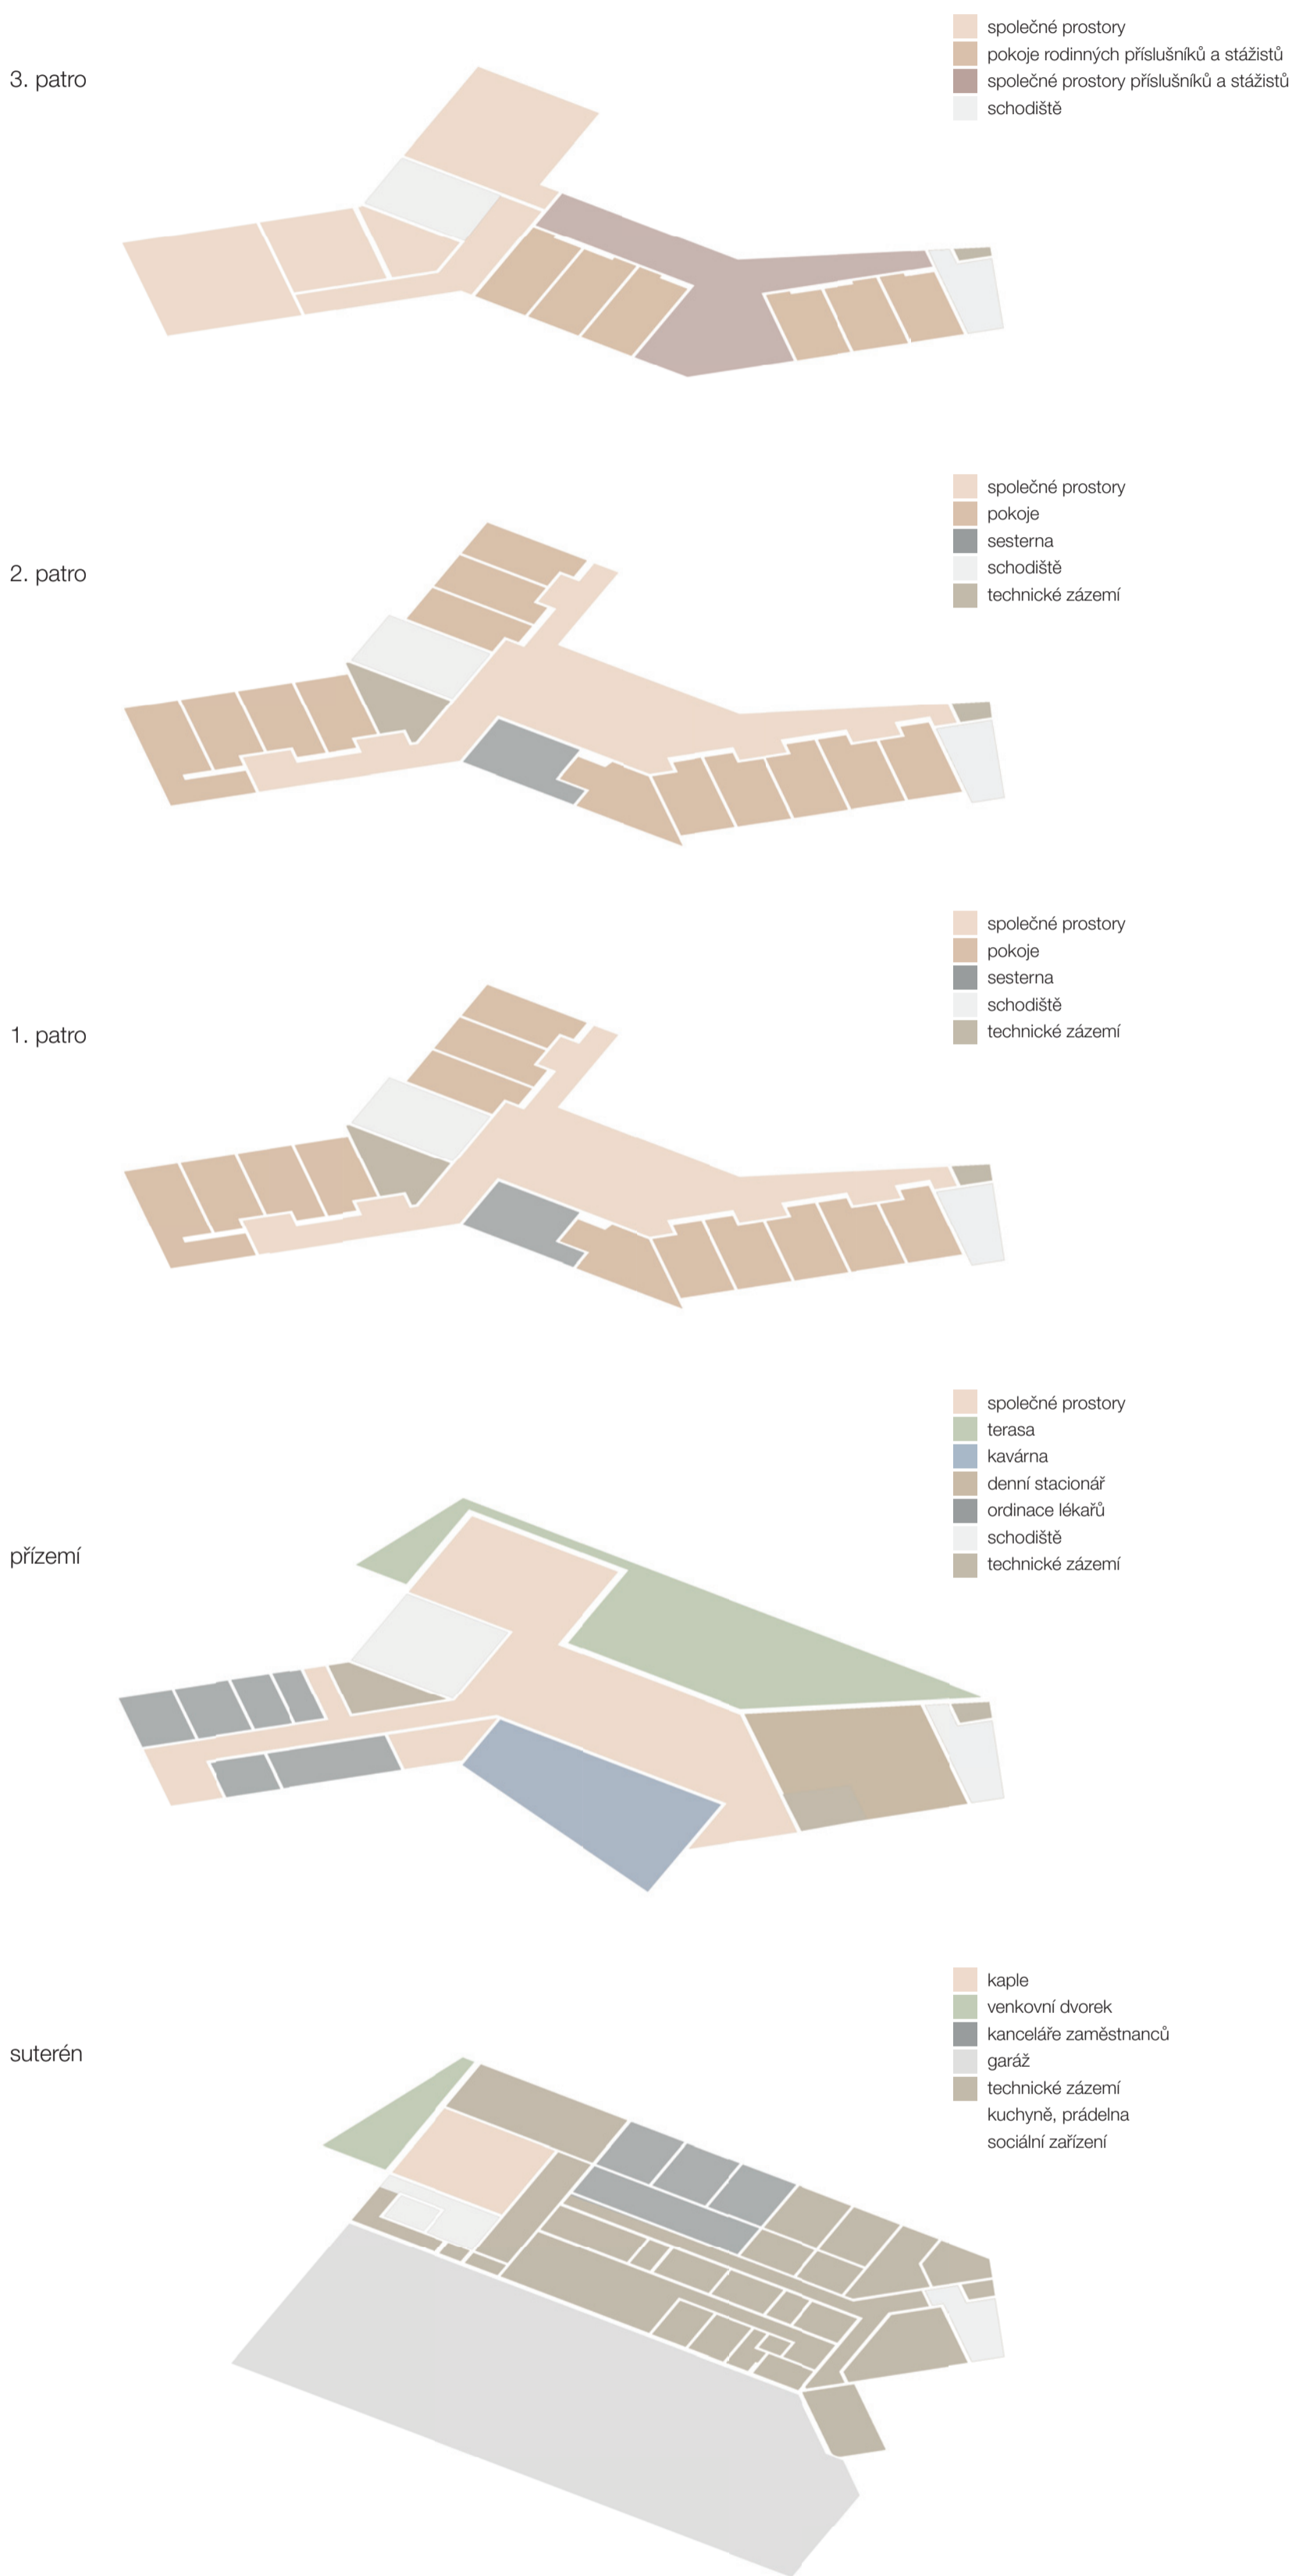 3. patro
společné prostory
pokoje rodinných příslušníků a stážistů
společné prostory příslušníků a stážistů
schodiště
2. patro
společné prostory
pokoje
sesterna
schodiště
technické zázemí
1. patro
společné prostory
pokoje
sesterna
schodiště
technické zázemí
přízemí
společné prostory
terasa
kavárna
denní stacionář
ordinace lékařů
schodiště
technické zázemí
suterén
kaple
venkovní dvorek
kanceláře zaměstnanců
garáž
technické zázemí
kuchyně, prádelna
sociální zařízení